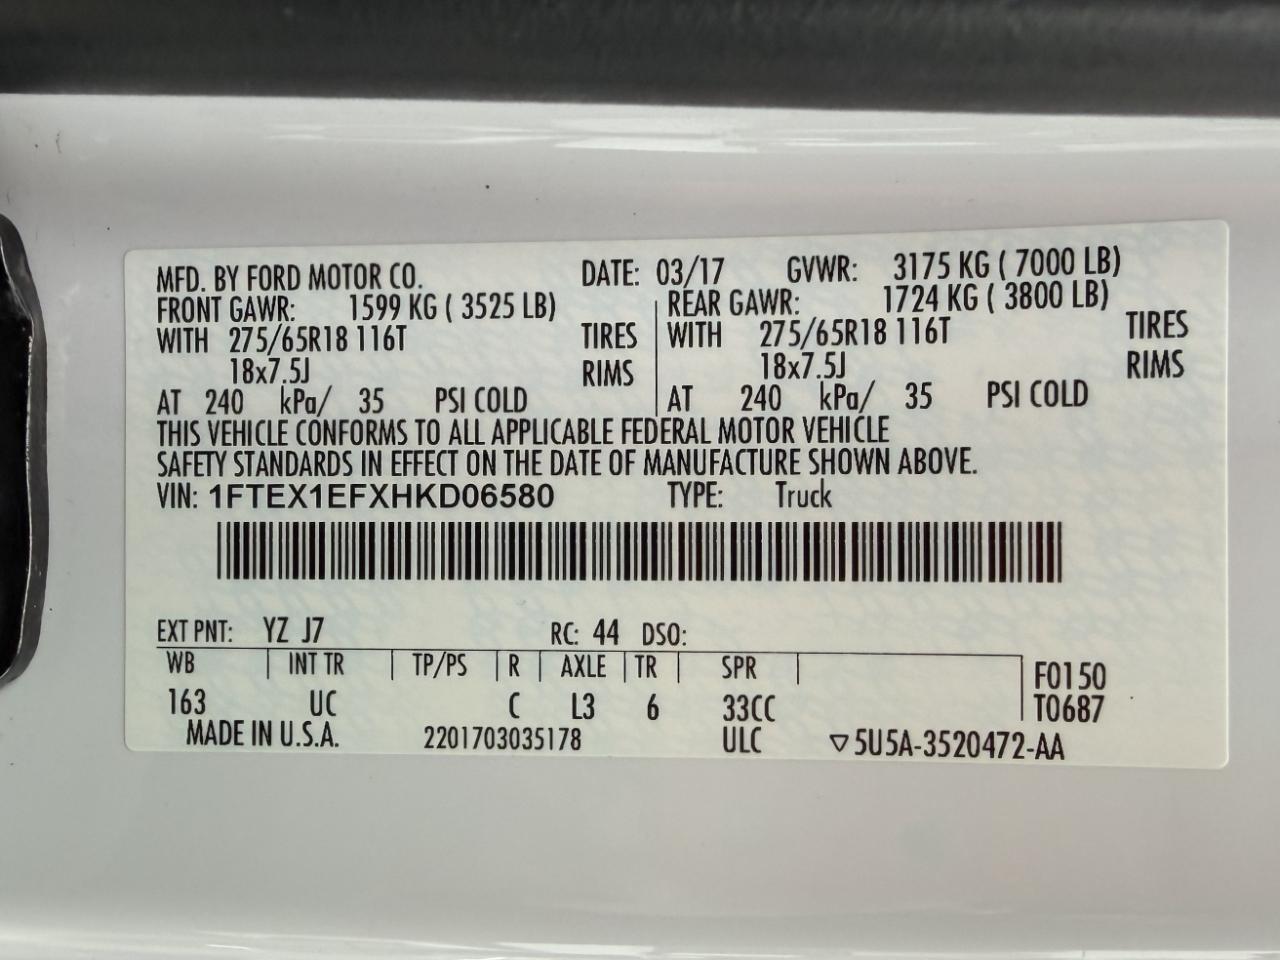 MFD. BY FORD MOTOR CO. DATE: 03/17 GVWR: 3175 KG ( 7000 LB)
FRONT GAWR: 1599 KG ( 3525 LB) REAR GAWR: 1724 KG ( 3800 LB)
WITH 275/65R18 116T TIRES WITH 275/65R18 116T TIRES
18x7.5J RIMS 18x7.5J RIMS
AT 240 kPa/ 35 PSI COLD AT 240 kPa/ 35 PSI COLD
THIS VEHICLE CONFORMS TO ALL APPLICABLE FEDERAL MOTOR VEHICLE
SAFETY STANDARDS IN EFFECT ON THE DATE OF MANUFACTURE SHOWN ABOVE.
VIN: 1FTEX1EFXHKD06580 TYPE: Truck
EXT PNT: YZ J7 RC: 44 DSO:
WB INT TR TP/PS R AXLE TR SPR F0150
163 UC C L3 6 33CC T0687
MADE IN U.S.A. 2201703035178 ULC ▽5U5A-3520472-AA